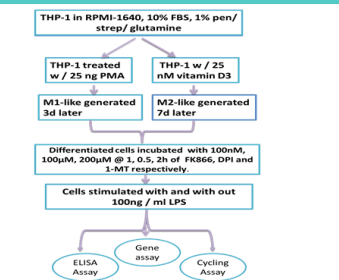 THP-1 in RPMI-1640, 10% FBS, 1% pen/
strep/ glutamine
THP-1 treated
w/ 25 ng PMA
THP-1 w/ 25
nM vitamin D3
M1-like generated
3d later
M2-like generated
7d later
Differentiated cells incubated with 100nM,
100µM, 200µM @ 1, 0.5, 2h of FK866, DPI and
1-MT respectively.
Cells stimulated with and with out
100ng / ml LPS
ELISA
Assay
Gene
assay
Cycling
Assay